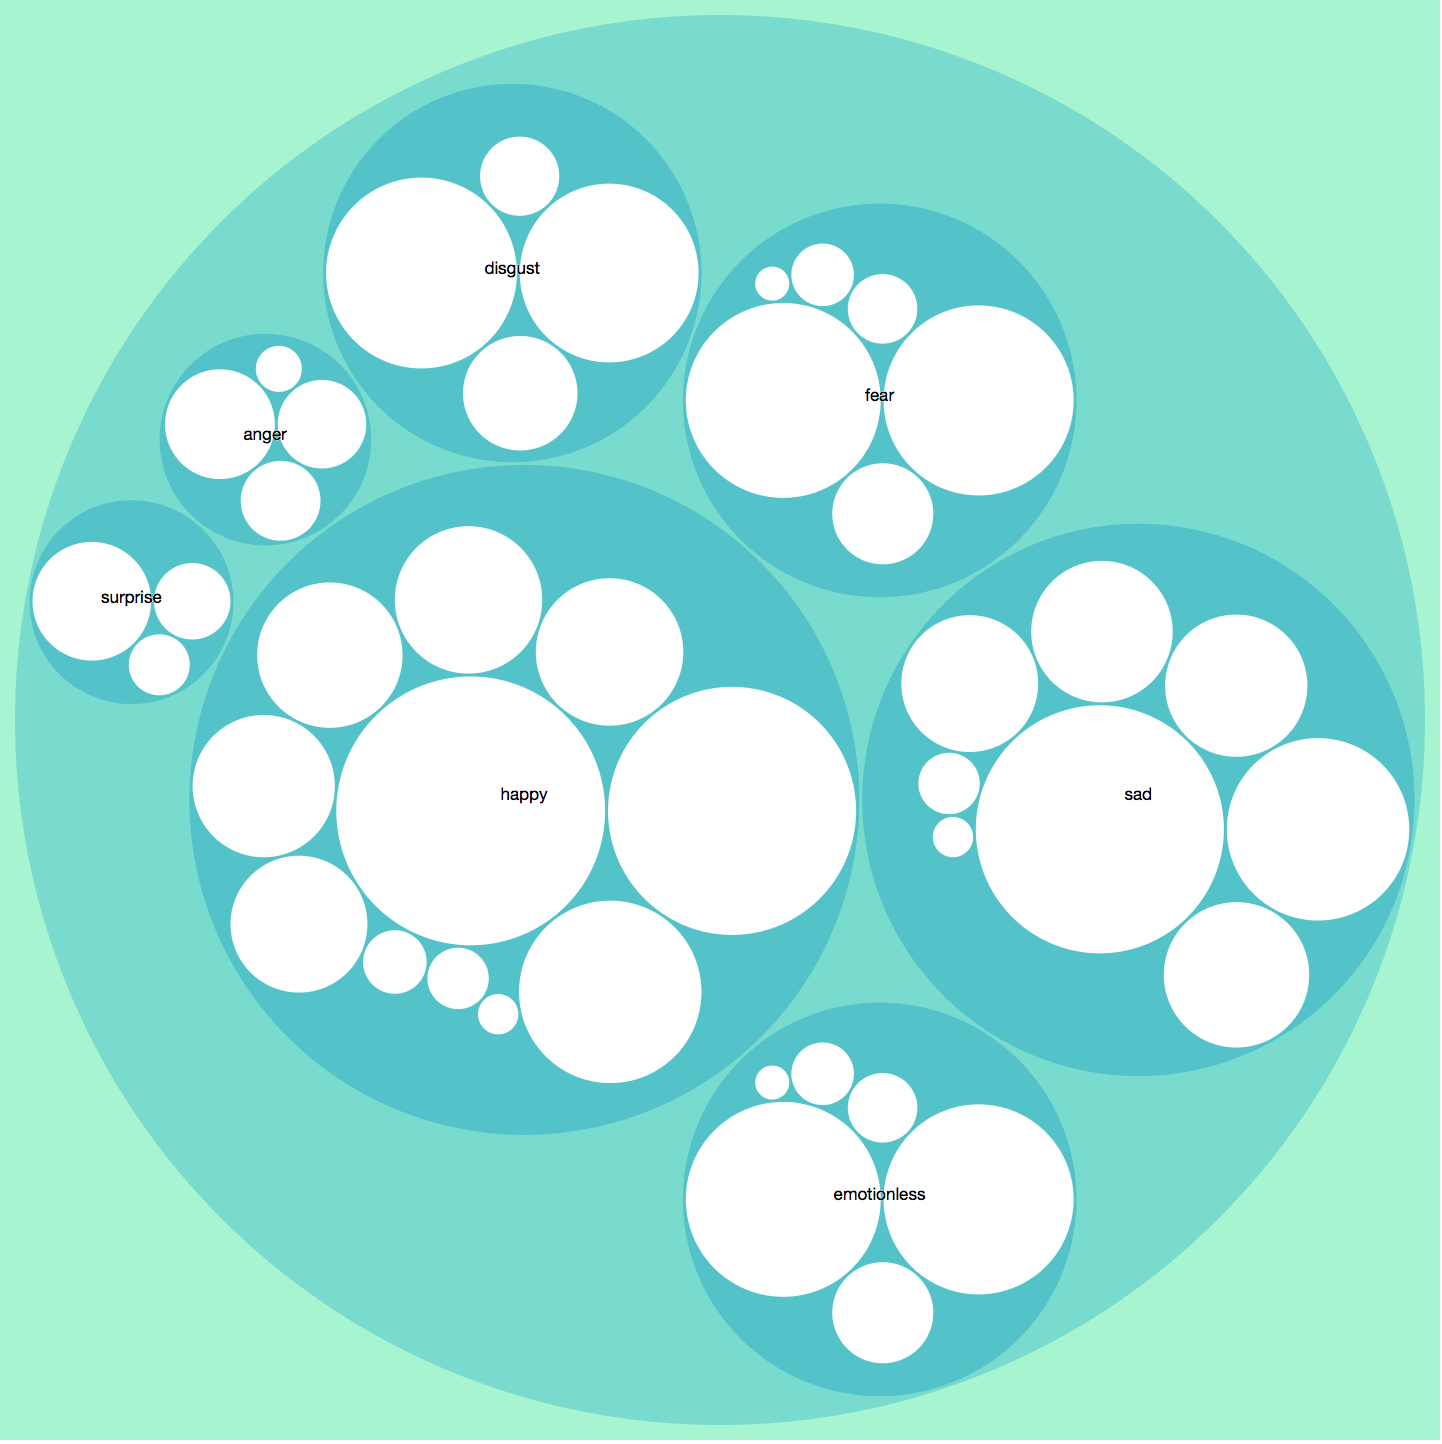 disgust
fear
anger
surprise
happy
sad
emotionless